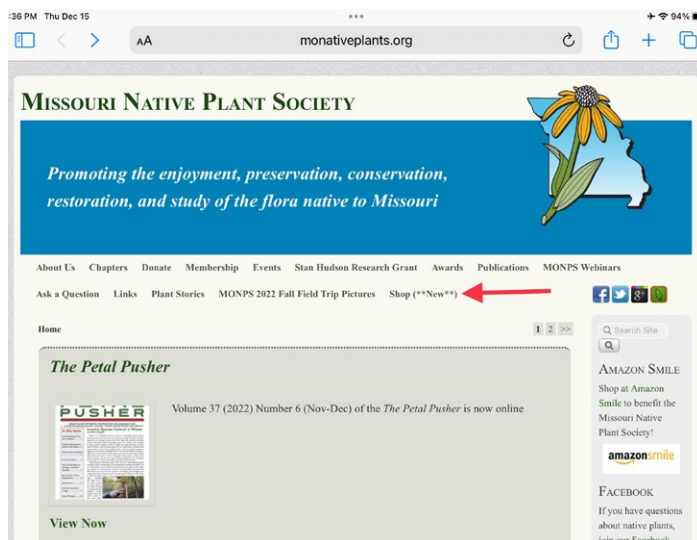 :36 PM Thu Dec 15
94%
AA
monativeplants.org
MISSOURI NATIVE PLANT SOCIETY
Promoting the enjoyment, preservation, conservation,
restoration, and study of the flora native to Missouri
About Us Chapters Donate Membership Events Stan Hudson Research Grant Awards Publications MONPS Webinars
Ask a Question Links Plant Stories MONPS 2022 Fall Field Trip Pictures Shop (**New**)
Home
1 2 >>
The Petal Pusher
PUSHER
Volume 37 (2022) Number 6 (Nov-Dec) of the The Petal Pusher is now online
View Now
Search Site
AMAZON SMILE
Shop at Amazon
Smile to benefit the
Missouri Native
Plant Society!
amazonsmile
FACEBOOK
If you have questions
about native plants,
join our Facebook